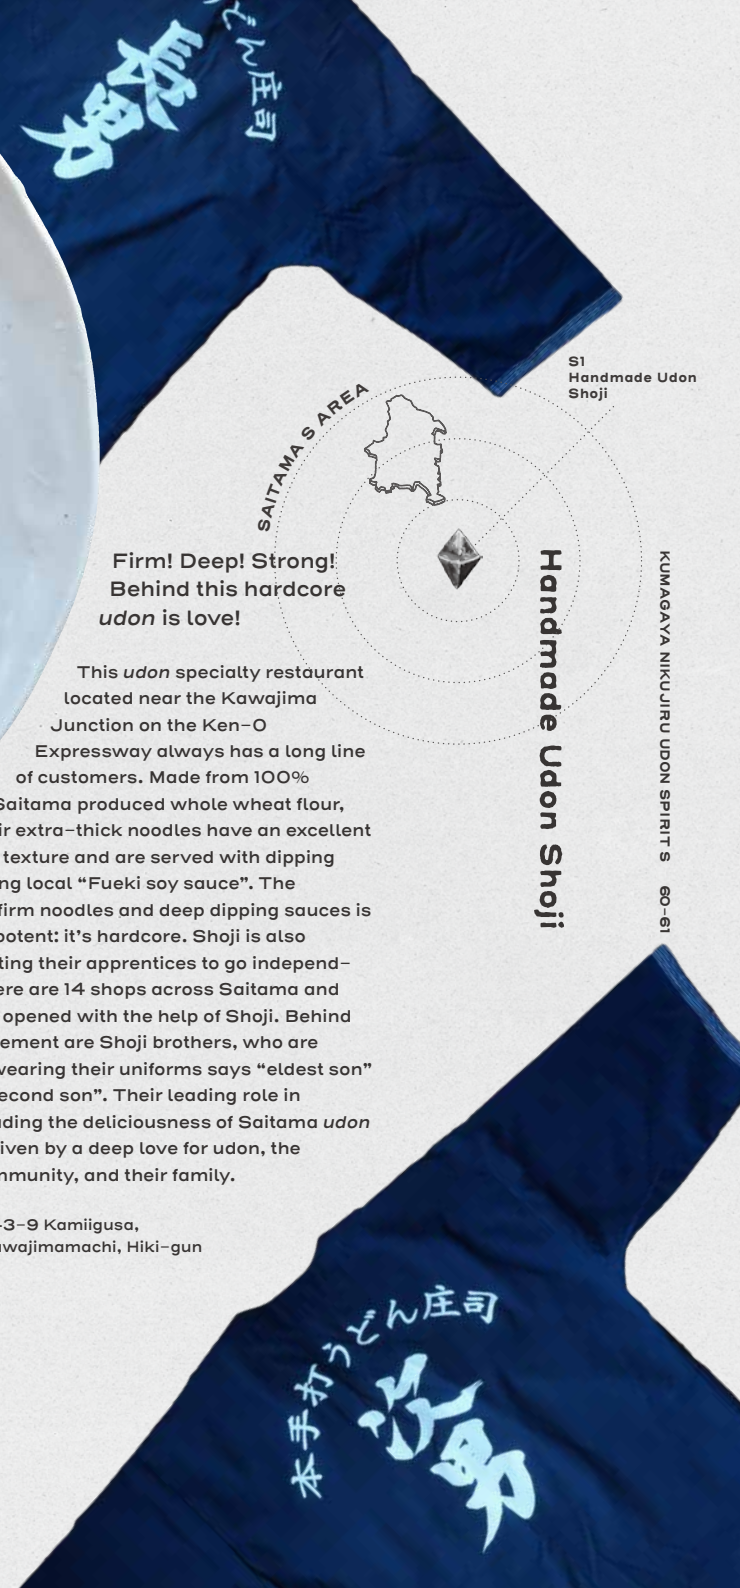 どん庄司
長男
S1
Handmade Udon
Shoji
SAITAMA S AREA
Firm! Deep! Strong!
Behind this hardcore
udon is love!
This udon specialty restaurant
located near the Kawajima
Junction on the Ken-O
Expressway always has a long line
of customers. Made from 100%
Saitama produced whole wheat flour,
ir extra-thick noodles have an excellent
texture and are served with dipping
ng local “Fueki soy sauce”. The
firm noodles and deep dipping sauces is
potent: it’s hardcore. Shoji is also
ting their apprentices to go independ-
ere are 14 shops across Saitama and
opened with the help of Shoji. Behind
ement are Shoji brothers, who are
wearing their uniforms says “eldest son”
econd son”. Their leading role in
ading the deliciousness of Saitama udon
iven by a deep love for udon, the
mmunity, and their family.
-3-9 Kamiigusa,
awajimamachi, Hiki-gun
Handmade Udon Shoji
KUMAGAYA NIKUJIRU UDON SPIRITS 60-61
本手打うどん庄司
次男